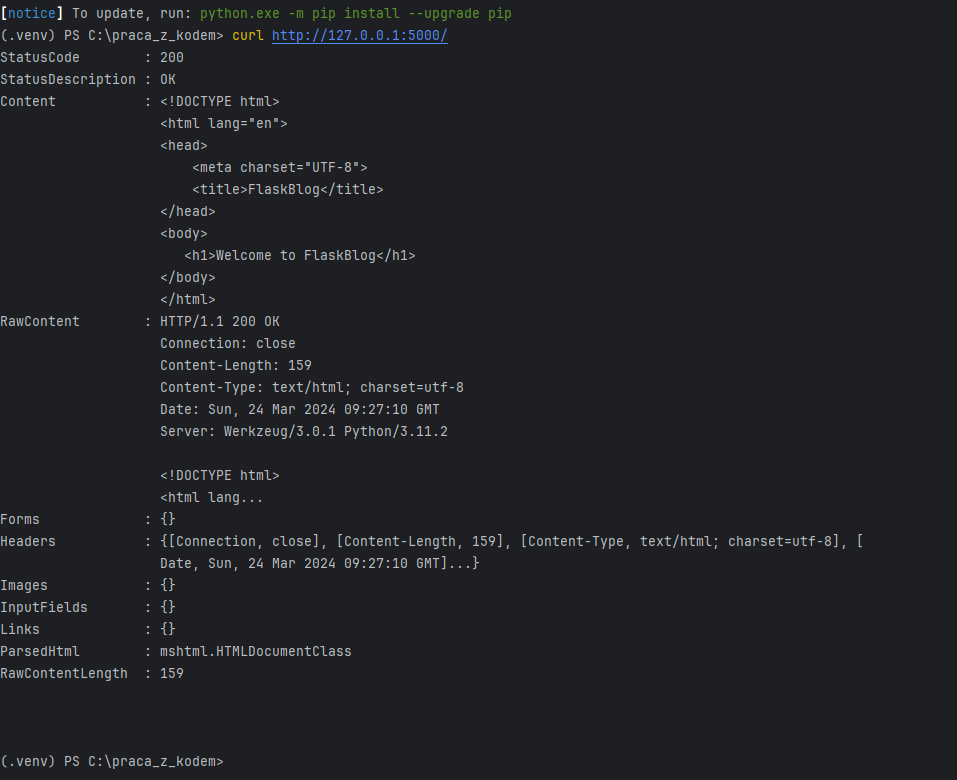 [notice] To update, run: python.exe -m pip install --upgrade pip
(.venv) PS C:\praca_z_kodem> curl http://127.0.0.1:5000/
StatusCode        : 200
StatusDescription : OK
Content           : <!DOCTYPE html>
                    <html lang="en">
                    <head>
                        <meta charset="UTF-8">
                        <title>FlaskBlog</title>
                    </head>
                    <body>
                       <h1>Welcome to FlaskBlog</h1>
                    </body>
                    </html>
RawContent        : HTTP/1.1 200 OK
                    Connection: close
                    Content-Length: 159
                    Content-Type: text/html; charset=utf-8
                    Date: Sun, 24 Mar 2024 09:27:10 GMT
                    Server: Werkzeug/3.0.1 Python/3.11.2

                    <!DOCTYPE html>
                    <html lang...
Forms             : {}
Headers           : {[Connection, close], [Content-Length, 159], [Content-Type, text/html; charset=utf-8], [
                    Date, Sun, 24 Mar 2024 09:27:10 GMT]...}
Images            : {}
InputFields       : {}
Links             : {}
ParsedHtml        : mshtml.HTMLDocumentClass
RawContentLength  : 159

(.venv) PS C:\praca_z_kodem>